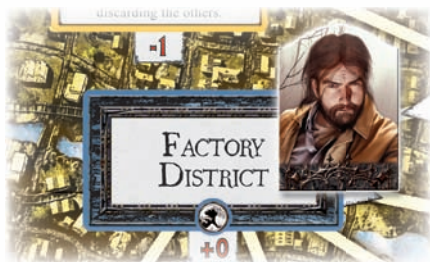 discarding the others.
-1
FACTORY
DISTRICT
+0